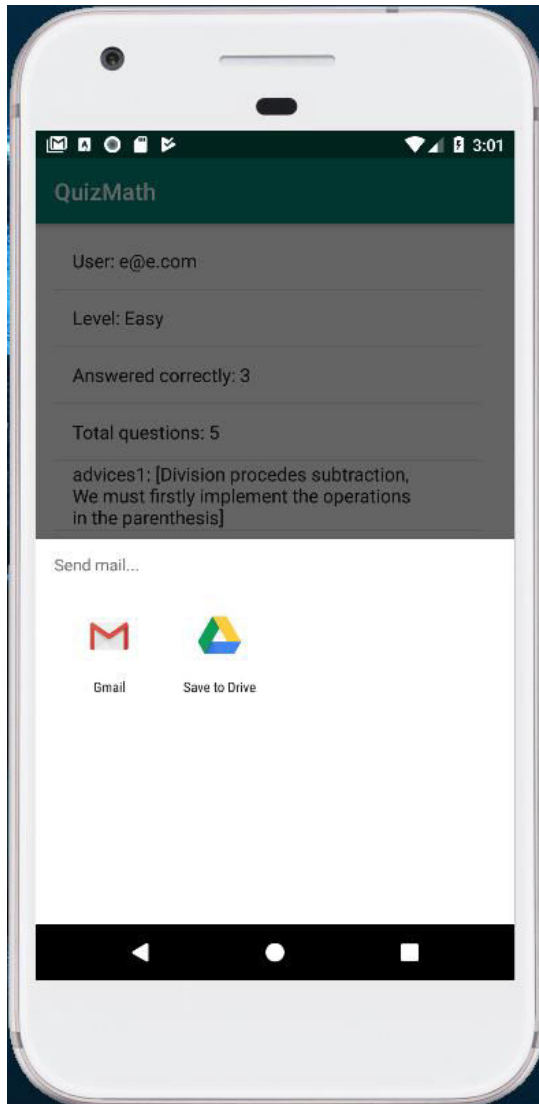 3:01
QuizMath
User: e@e.com
Level: Easy
Answered correctly: 3
Total questions: 5
advices1: [Division procedes subtraction,
We must firstly implement the operations
in the parenthesis]
Send mail...
Gmail
Save to Drive